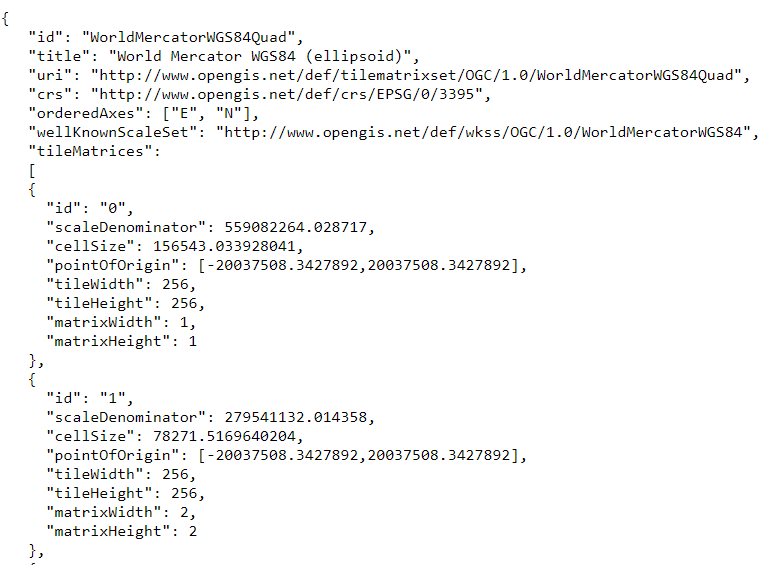 {
"id": "WorldMercatorWGS84Quad",
"title": "World Mercator WGS84 (ellipsoid)",
"uri": "http://www.opengis.net/def/tilematrixset/OGC/1.0/WorldMercatorWGS84Quad",
"crs": "http://www.opengis.net/def/crs/EPSG/0/3395",
"orderedAxes": ["E", "N"],
"wellKnownScaleSet": "http://www.opengis.net/def/wkss/OGC/1.0/WorldMercatorWGS84",
"tileMatrices":
[
{
"id": "0",
"scaleDenominator": 559082264.028717,
"cellSize": 156543.033928041,
"pointOfOrigin": [-20037508.3427892,20037508.3427892],
"tileWidth": 256,
"tileHeight": 256,
"matrixWidth": 1,
"matrixHeight": 1
},
{
"id": "1",
"scaleDenominator": 279541132.014358,
"cellSize": 78271.5169640204,
"pointOfOrigin": [-20037508.3427892,20037508.3427892],
"tileWidth": 256,
"tileHeight": 256,
"matrixWidth": 2,
"matrixHeight": 2
},